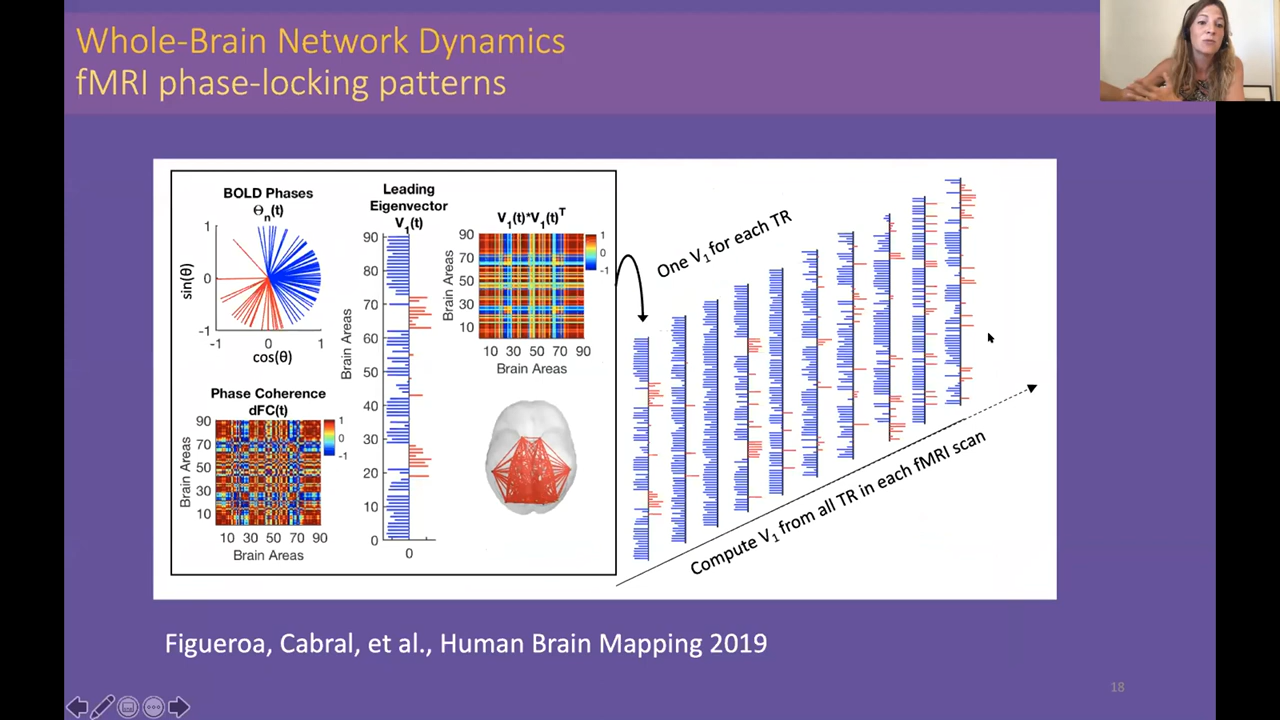 Whole-Brain Network Dynamics
fMRI phase-locking patterns
BOLD Phases
Θn(t)
1
0
-1
sin(θ)
-1 0 1
cos(θ)
Phase Coherence
dFC(t)
90
70
50
30
10
Brain Areas
1
0
-1
10 30 50 70 90
Brain Areas
Leading
Eigenvector
V1(t)
90
80
70
60
50
40
30
20
10
0
Brain Areas
0
V1(t)*V1(t)T
90
70
50
30
10
Brain Areas
1
0
-1
10 30 50 70 90
Brain Areas
One V1 for each TR
Compute V1 from all TR in each fMRI scan
Figueroa, Cabral, et al., Human Brain Mapping 2019
18